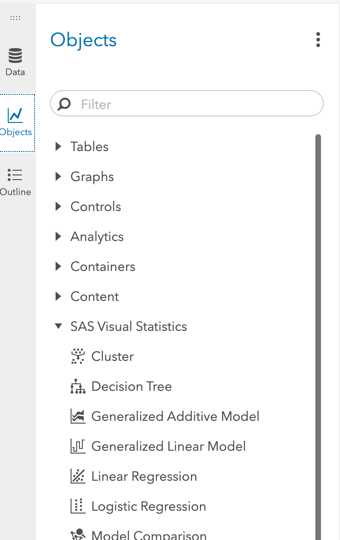 Objects
Data
Filter
Objects
Tables
Graphs
Outline
Controls
Analytics
Containers
Content
SAS Visual Statistics
Cluster
Decision Tree
Generalized Additive Model
Generalized Linear Model
Linear Regression
Logistic Regression
Model Comparison